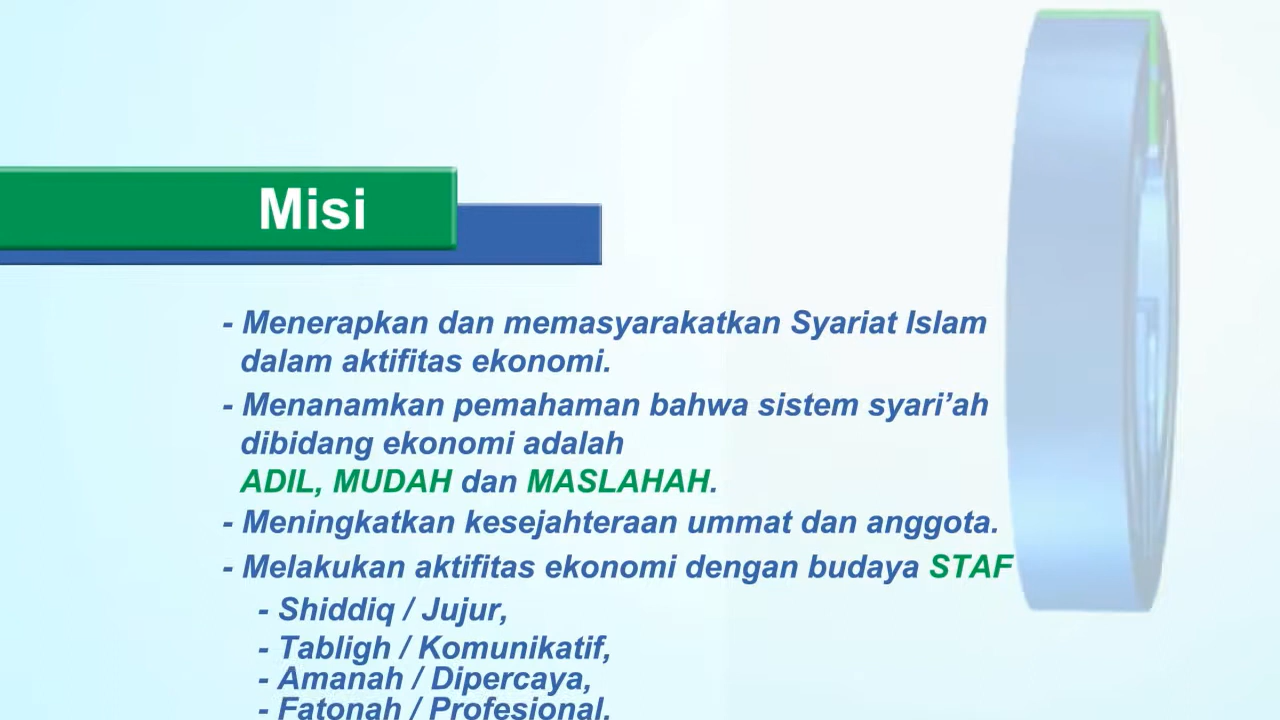 Misi
- Menerapkan dan memasyarakatkan Syariat Islam
dalam aktifitas ekonomi.
- Menanamkan pemahaman bahwa sistem syari’ah
dibidang ekonomi adalah
ADIL, MUDAH dan MASLAHAH.
- Meningkatkan kesejahteraan ummat dan anggota.
- Melakukan aktifitas ekonomi dengan budaya STAF
- Shiddiq / Jujur,
- Tabligh / Komunikatif,
- Amanah / Dipercaya,
- Fatonah / Profesional.